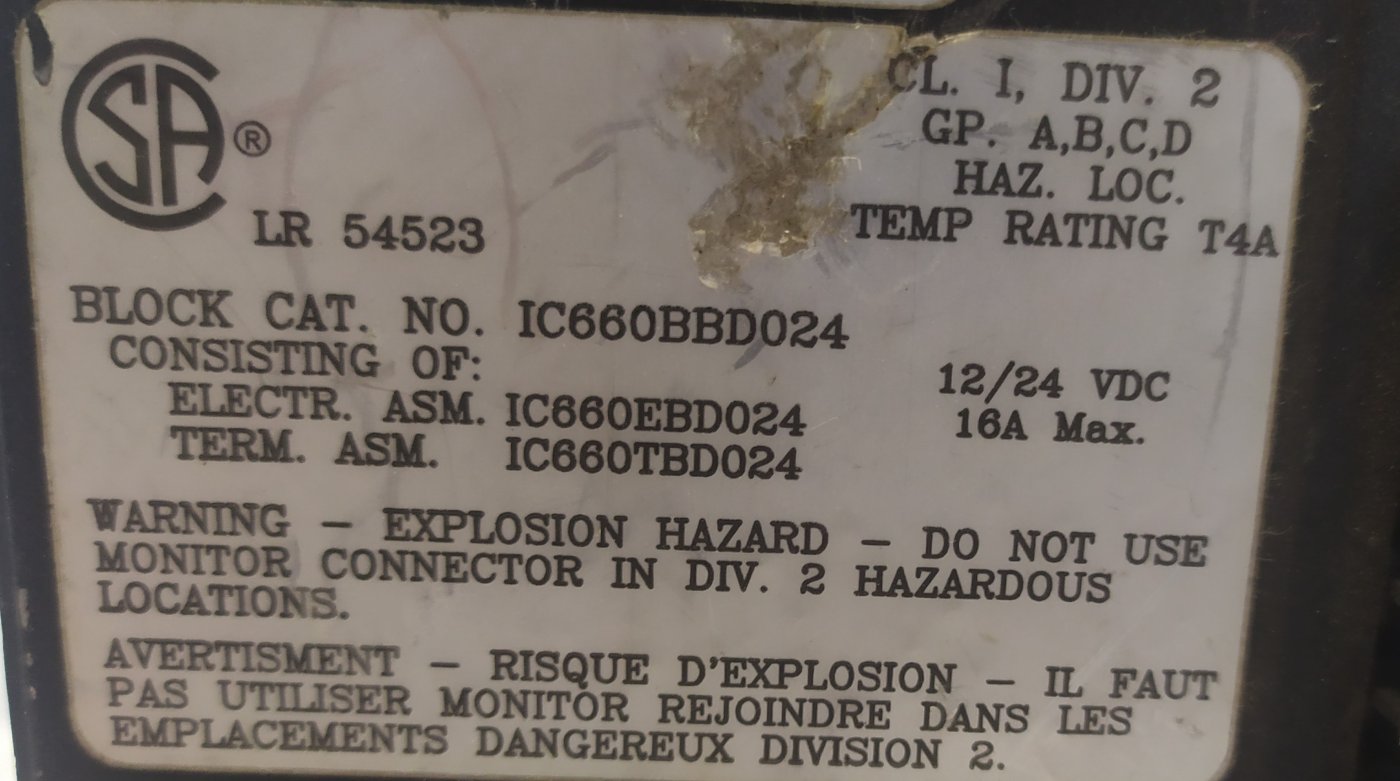 CSA®
LR 54523
CL. I, DIV. 2
GP. A,B,C,D
HAZ. LOC.
TEMP RATING T4A
BLOCK CAT. NO. IC660BBD024
CONSISTING OF:
ELECTR. ASM. IC660EBD024
TERM. ASM. IC660TBD024
12/24 VDC
16A Max.
WARNING – EXPLOSION HAZARD – DO NOT USE
MONITOR CONNECTOR IN DIV. 2 HAZARDOUS
LOCATIONS.
AVERTISMENT – RISQUE D'EXPLOSION – IL FAUT
PAS UTILISER MONITOR REJOINDRE DANS LES
EMPLACEMENTS DANGEREUX DIVISION 2.